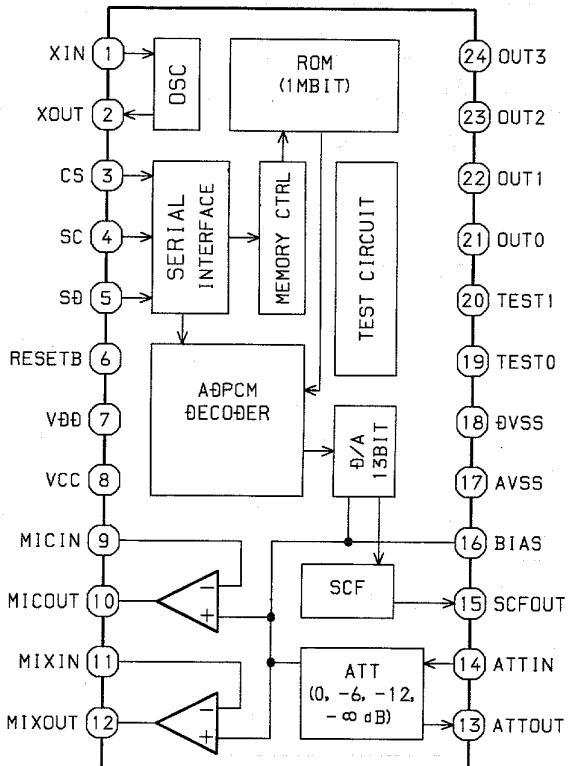 XIN
1
XOUT
2
CS
3
SC
4
SD
5
RESETB
6
VDD
7
VCC
8
MICIN
9
MICOUT
10
MIXIN
11
MIXOUT
12
OSC
ROM
(1MBIT)
SERIAL
INTERFACE
MEMORY CTRL
TEST CIRCUIT
ADPCM
DECODER
D/A
13BIT
SCF
ATT
(0, -6, -12,
-∞ dB)
-
+
-
+
24
OUT3
23
OUT2
22
OUT1
21
OUT0
20
TEST1
19
TEST0
18
DVSS
17
AVSS
16
BIAS
15
SCFOUT
14
ATTIN
13
ATTOUT